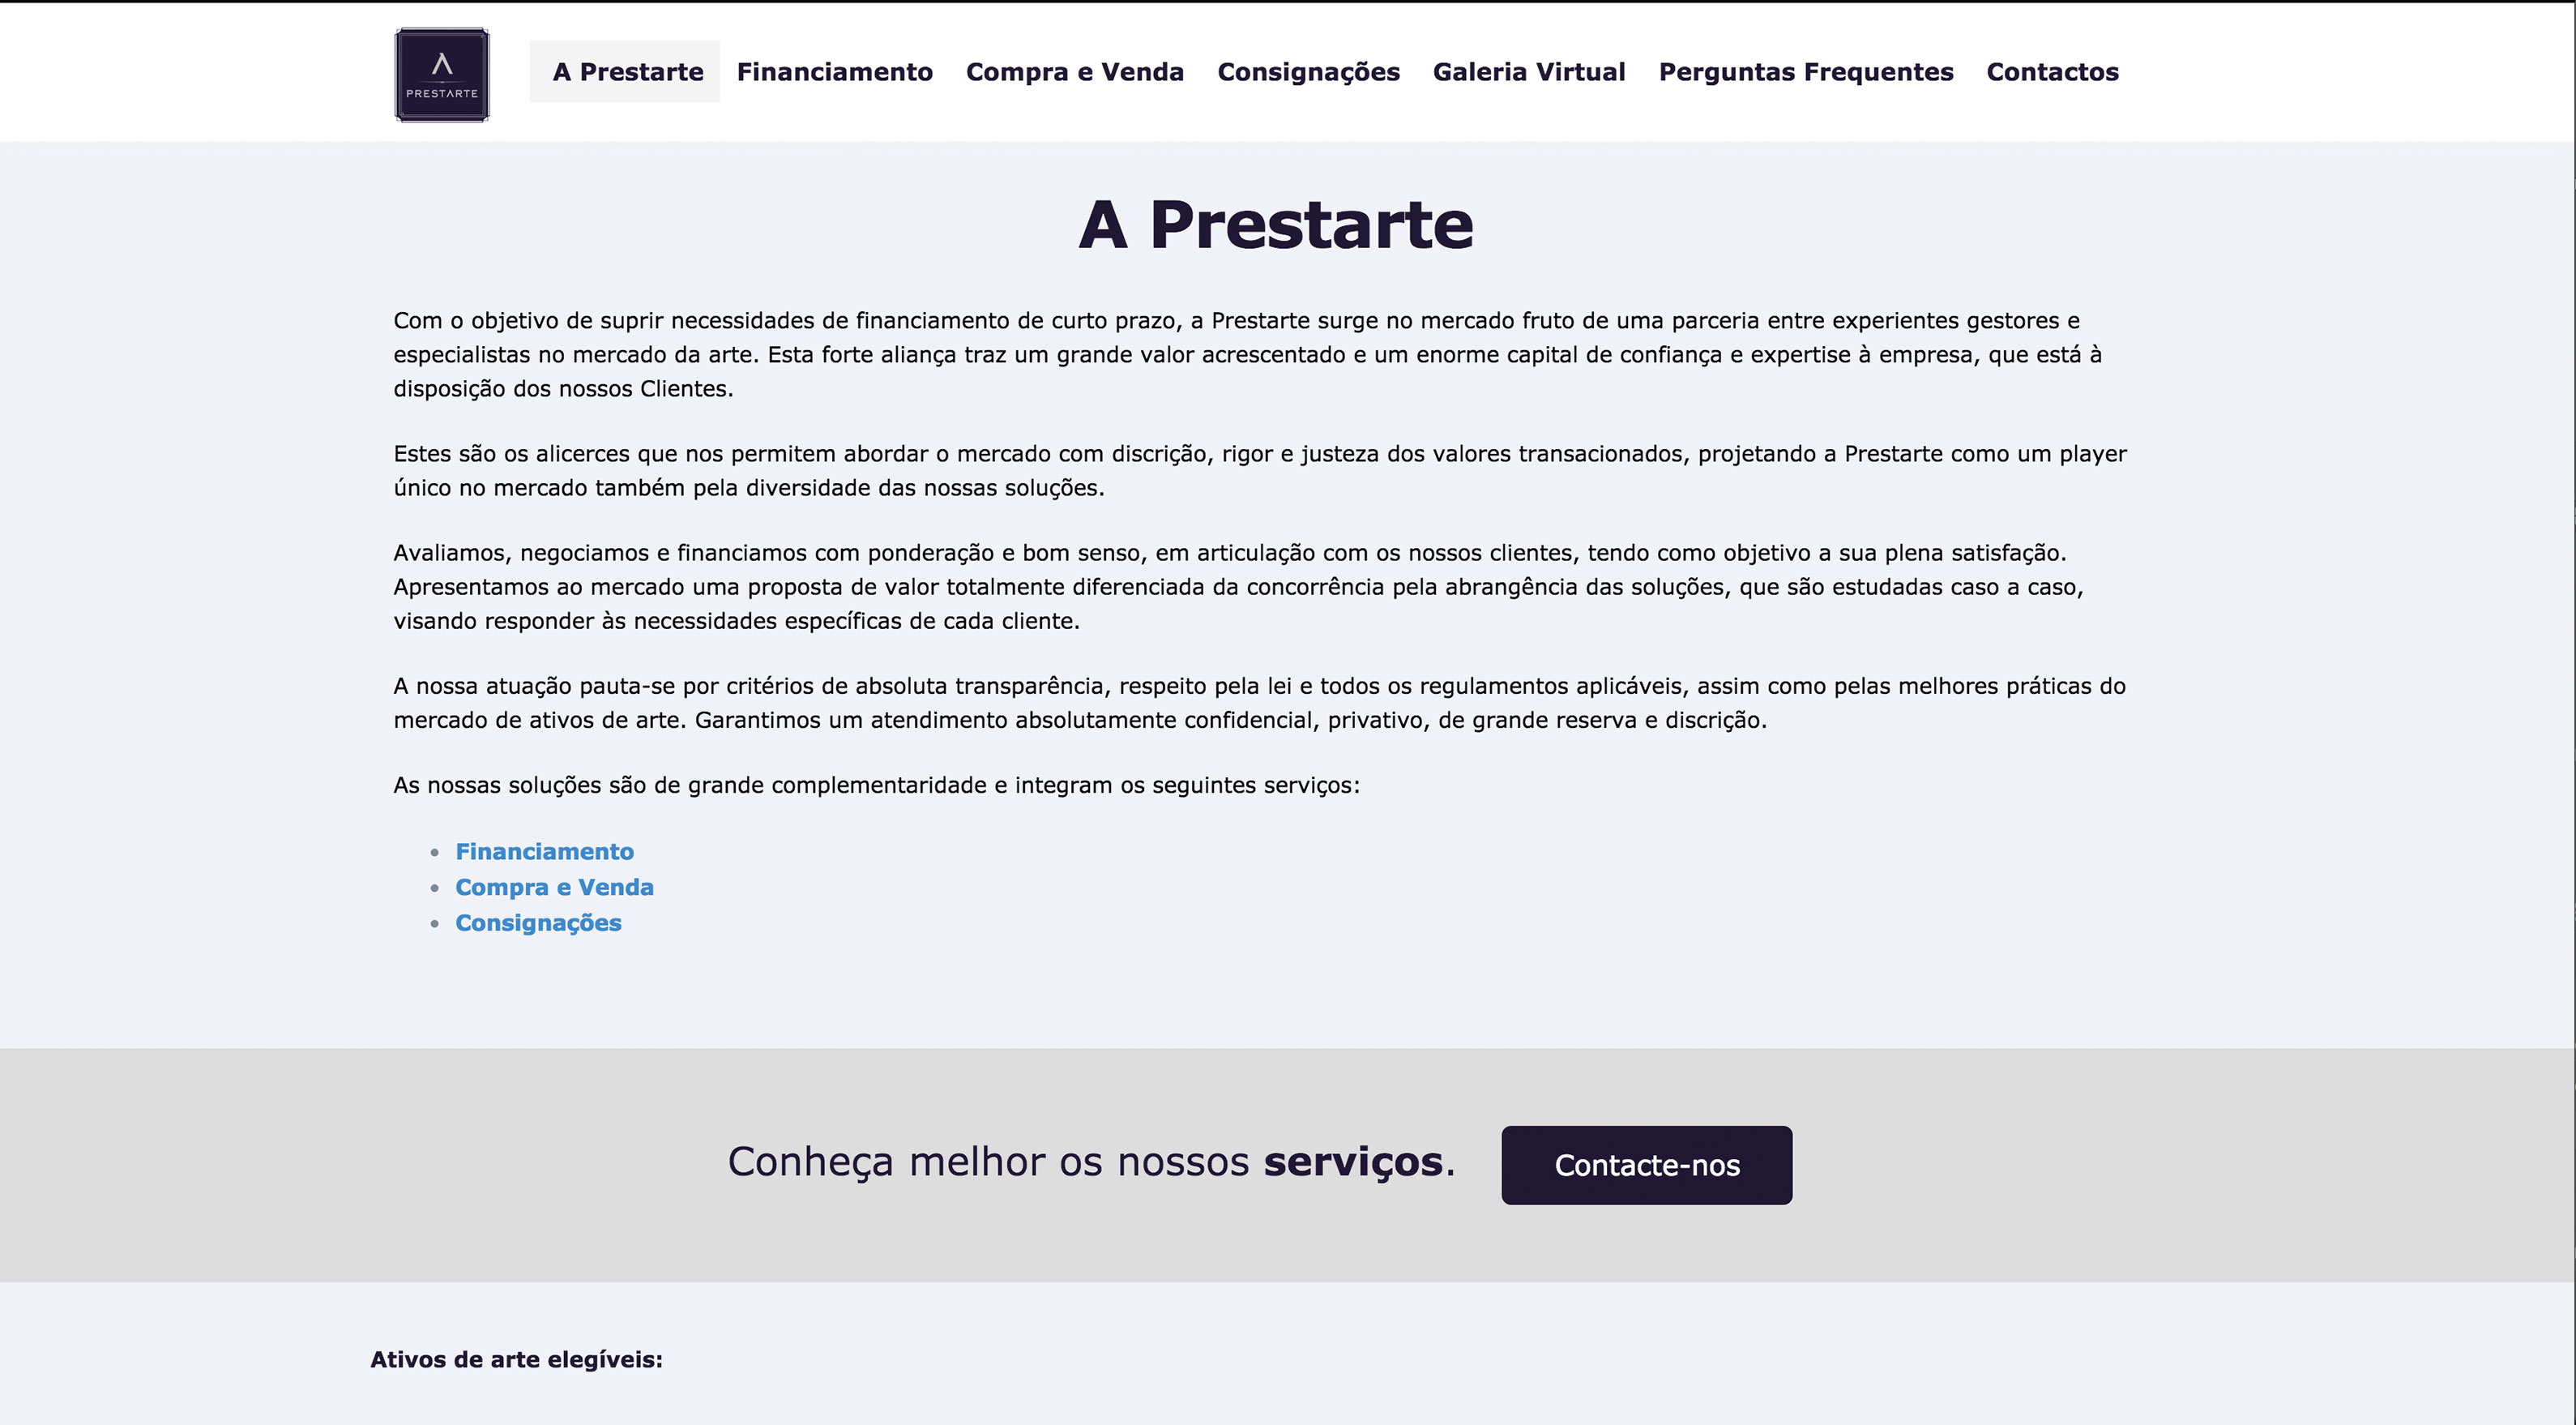 PRESTARTE
A Prestarte
Financiamento
Compra e Venda
Consignações
Galeria Virtual
Perguntas Frequentes
Contactos
A Prestarte
Com o objetivo de suprir necessidades de financiamento de curto prazo, a Prestarte surge no mercado fruto de uma parceria entre experientes gestores e
especialistas no mercado da arte. Esta forte aliança traz um grande valor acrescentado e um enorme capital de confiança e expertise à empresa, que está à
disposição dos nossos Clientes.
Estes são os alicerces que nos permitem abordar o mercado com discrição, rigor e justeza dos valores transacionados, projetando a Prestarte como um player
único no mercado também pela diversidade das nossas soluções.
Avaliamos, negociamos e financiamos com ponderação e bom senso, em articulação com os nossos clientes, tendo como objetivo a sua plena satisfação.
Apresentamos ao mercado uma proposta de valor totalmente diferenciada da concorrência pela abrangência das soluções, que são estudadas caso a caso,
visando responder às necessidades específicas de cada cliente.
A nossa atuação pauta-se por critérios de absoluta transparência, respeito pela lei e todos os regulamentos aplicáveis, assim como pelas melhores práticas do
mercado de ativos de arte. Garantimos um atendimento absolutamente confidencial, privativo, de grande reserva e discrição.
As nossas soluções são de grande complementaridade e integram os seguintes serviços:
• Financiamento
• Compra e Venda
• Consignações
Conheça melhor os nossos serviços.
Contacte-nos
Ativos de arte elegíveis: